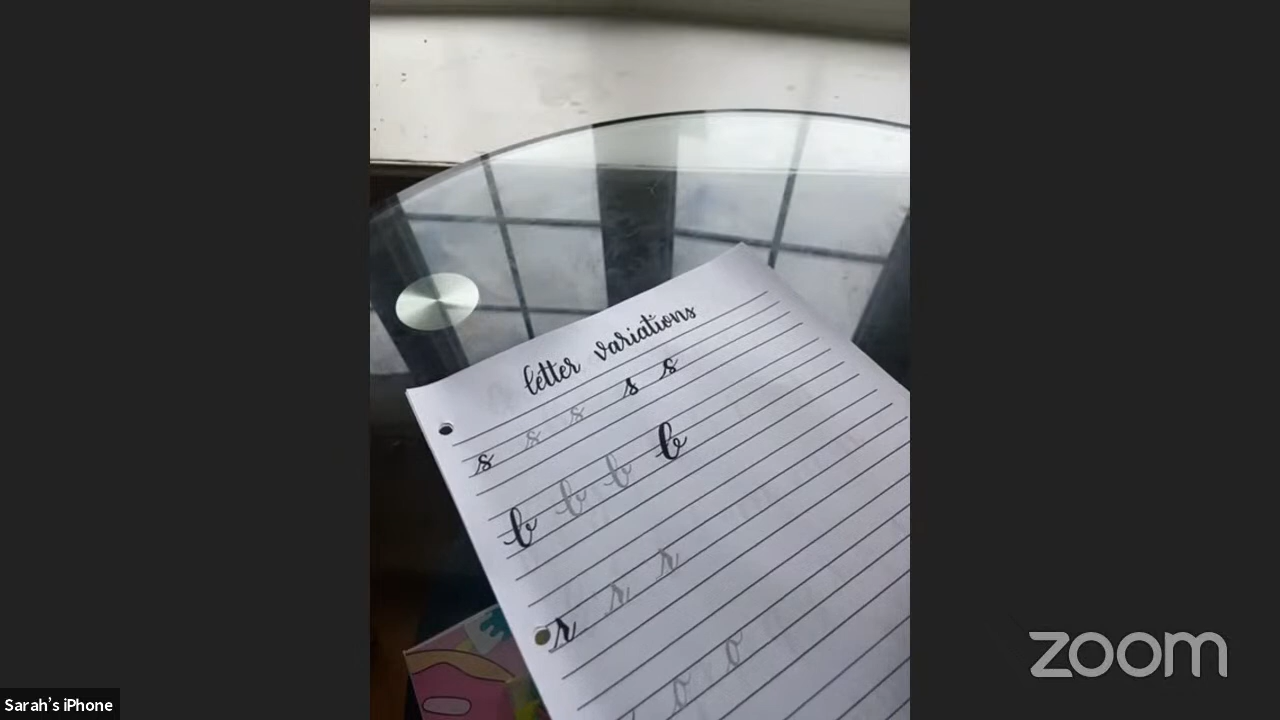 letter variations
s s s s s
b b b b
r r r
o o
Sarah's iPhone
zoom